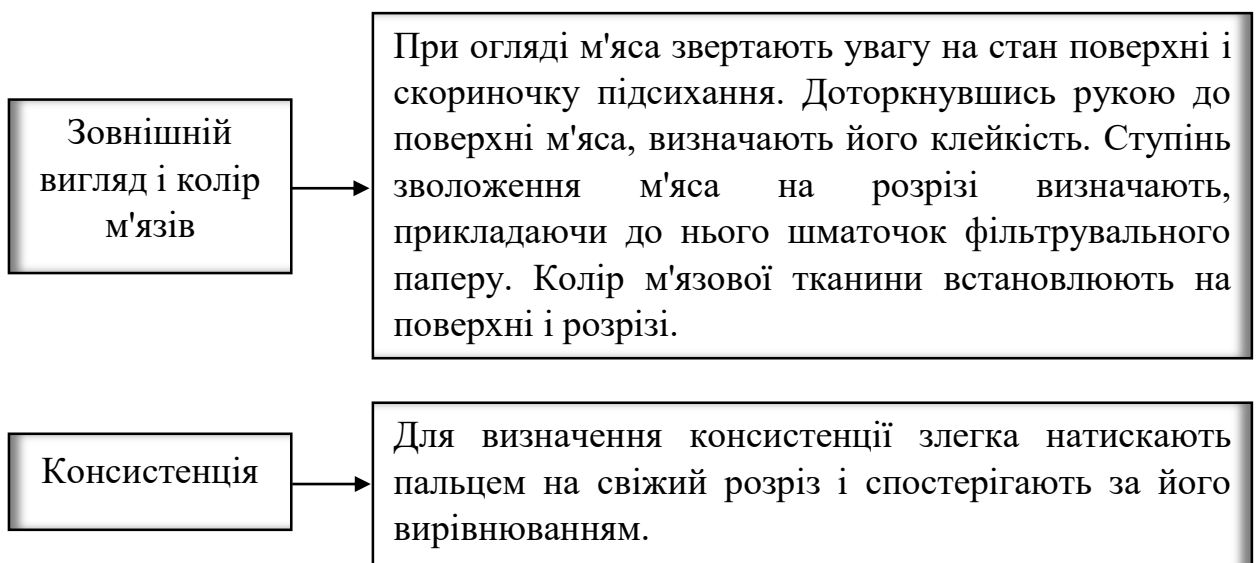 Зовнішній
вигляд і колір
м'язів
При огляді м'яса звертають увагу на стан поверхні і
скориночку підсихання. Доторкнувшись рукою до
поверхні м'яса, визначають його клейкість. Ступінь
зволоження м'яса на розрізі визначають,
прикладаючи до нього шматочок фільтрувального
паперу. Колір м'язової тканини встановлюють на
поверхні і розрізі.
Консистенція
Для визначення консистенції злегка натискають
пальцем на свіжий розріз і спостерігають за його
вирівнюванням.